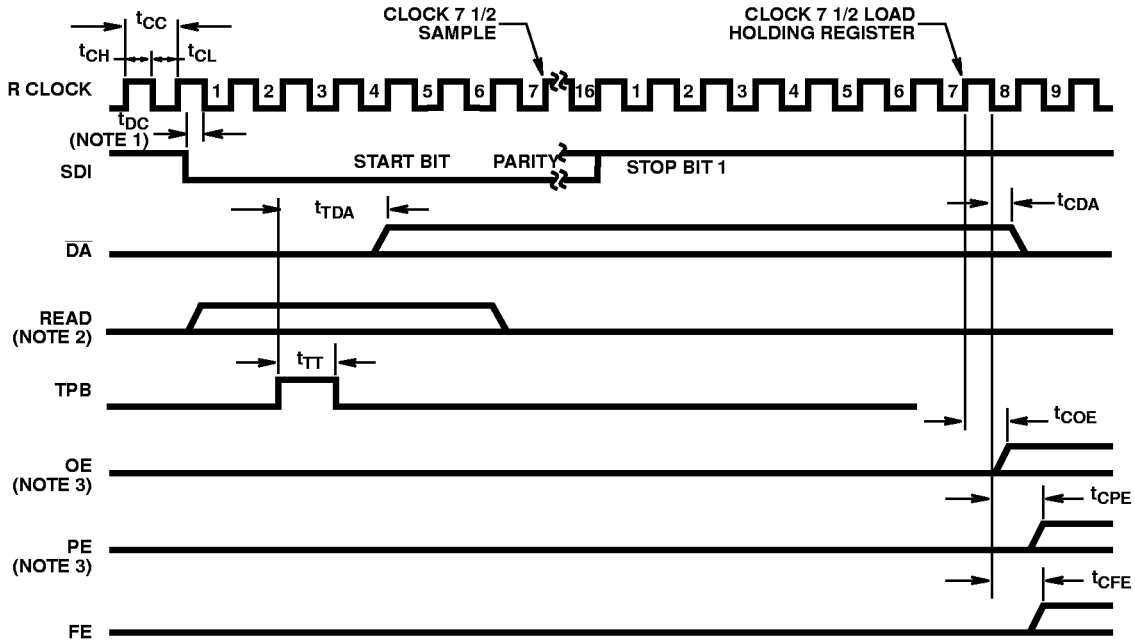 tCC
CLOCK 7 1/2
SAMPLE
CLOCK 7 1/2 LOAD
HOLDING REGISTER
tCH
tCL
R CLOCK
1 2 3 4 5 6 7 16 1 2 3 4 5 6 7 8 9
tDC
(NOTE 1)
SDI
START BIT
PARITY
STOP BIT 1
tTDA
tCDA
DA
READ
(NOTE 2)
tTT
TPB
tCOE
OE
(NOTE 3)
tCPE
PE
(NOTE 3)
tCFE
FE